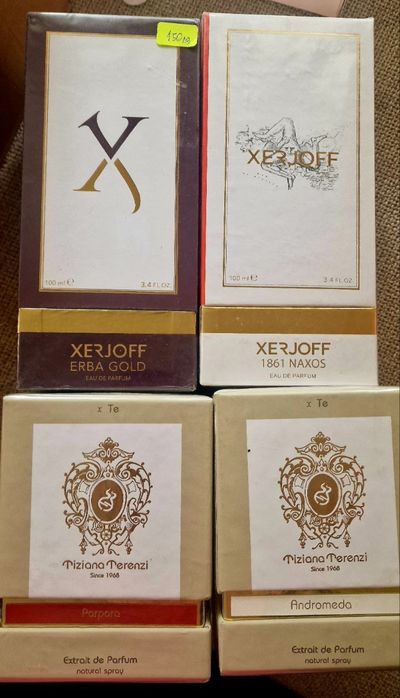 150лв
100 ml e
3.4 FL.OZ.
XERJOFF
ERBA GOLD
EAU DE PARFUM
XERJOFF
100 ml e
3.4 FL.OZ.
XERJOFF
1861 NAXOS
EAU DE PARFUM
x Te
Tiziana Terenzi
Since 1968
Porpora
Extrait de Parfum
natural spray
x Te
Tiziana Terenzi
Since 1968
Andromeda
Extrait de Parfum
natural spray